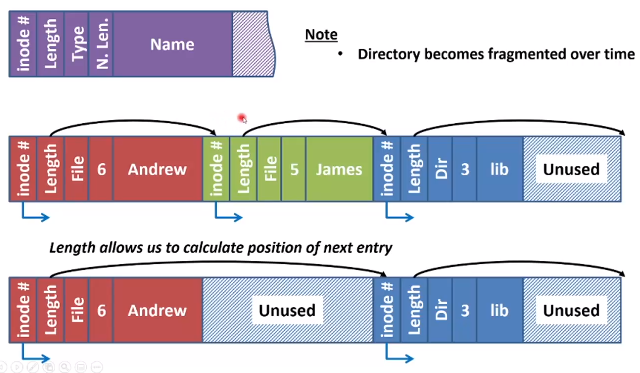 inode #
Length
Type
N. Len.
Name
Note
• Directory becomes fragmented over time
inode #
Length
File
6
Andrew
inode #
Length
File
5
James
inode #
Length
Dir
3
lib
Unused
Length allows us to calculate position of next entry
inode #
Length
File
6
Andrew
Unused
inode #
Length
Dir
3
lib
Unused